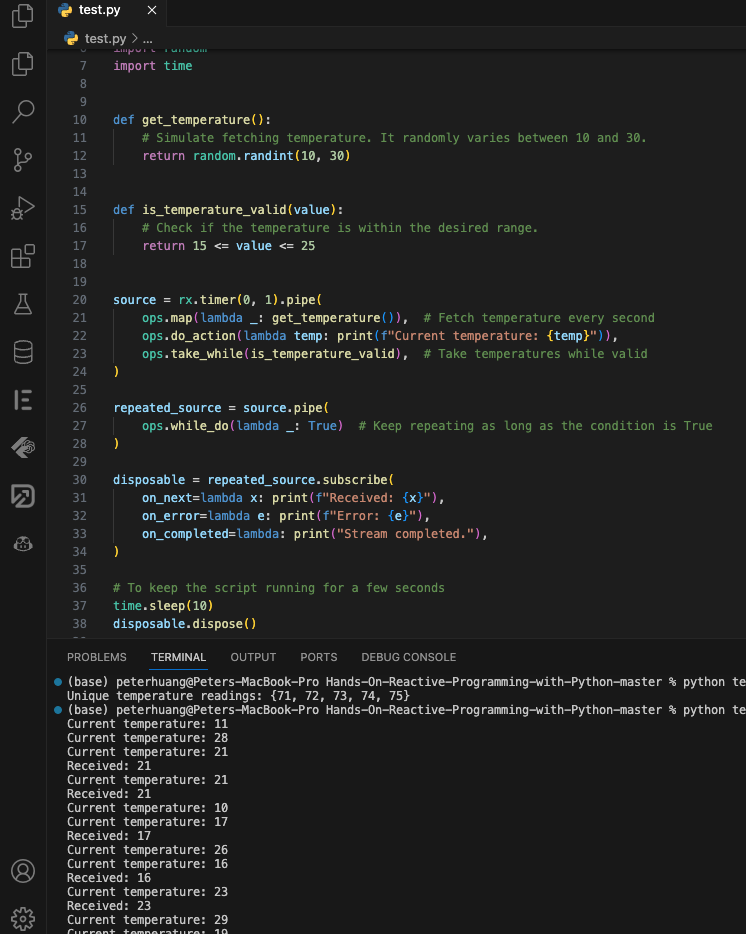 test.py
test.py > ...
6 import random
7 import time
8
9
10 def get_temperature():
11 # Simulate fetching temperature. It randomly varies between 10 and 30.
12 return random.randint(10, 30)
13
14
15 def is_temperature_valid(value):
16 # Check if the temperature is within the desired range.
17 return 15 <= value <= 25
18
19
20 source = rx.timer(0, 1).pipe(
21 ops.map(lambda _: get_temperature()),  # Fetch temperature every second
22 ops.do_action(lambda temp: print(f"Current temperature: {temp}")),
23 ops.take_while(is_temperature_valid),  # Take temperatures while valid
24 )
25
26 repeated_source = source.pipe(
27 ops.while_do(lambda _: True)  # Keep repeating as long as the condition is True
28 )
29
30 disposable = repeated_source.subscribe(
31 on_next=lambda x: print(f"Received: {x}"),
32 on_error=lambda e: print(f"Error: {e}"),
33 on_completed=lambda: print("Stream completed."),
34 )
35
36 # To keep the script running for a few seconds
37 time.sleep(10)
38 disposable.dispose()
PROBLEMS TERMINAL OUTPUT PORTS DEBUG CONSOLE
(base) peterhuang@Peters-MacBook-Pro Hands-On-Reactive-Programming-with-Python-master % python te
Unique temperature readings: {71, 72, 73, 74, 75}
(base) peterhuang@Peters-MacBook-Pro Hands-On-Reactive-Programming-with-Python-master % python te
Current temperature: 11
Current temperature: 28
Current temperature: 21
Received: 21
Current temperature: 21
Received: 21
Current temperature: 10
Current temperature: 17
Received: 17
Current temperature: 26
Current temperature: 16
Received: 16
Current temperature: 23
Received: 23
Current temperature: 29
Current temperature: 19